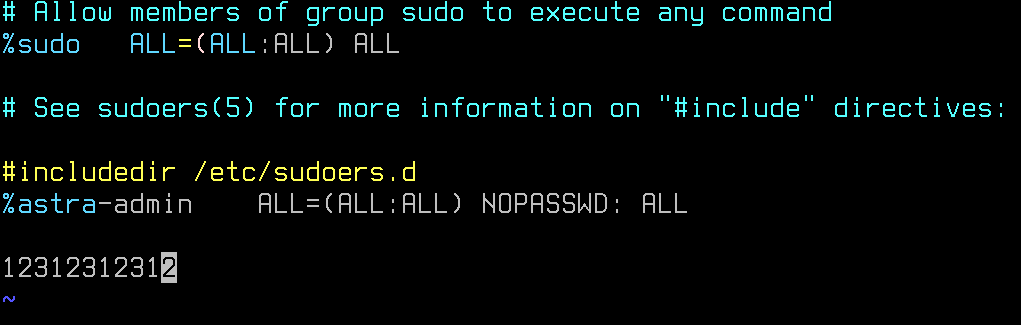 # Allow members of group sudo to execute any command
%sudo   ALL=(ALL:ALL) ALL
# See sudoers(5) for more information on "#include" directives:
#includedir /etc/sudoers.d
%astra-admin    ALL=(ALL:ALL) NOPASSWD: ALL
12312312312
~